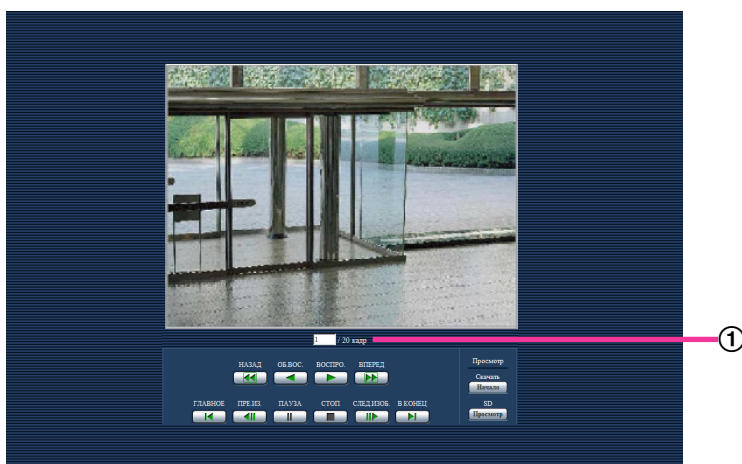 1 / 20 кадр
①
НАЗАД ОБ.ВОС. ВОСПРО. ВПЕРЕД
ГЛАВНОЕ ПРЕ.ИЗ. ПАУЗА СТОП СЛЕД.ИЗОБ. В КОНЕЦ
Просмотр
Скачать
Начало
SD
Просмотр